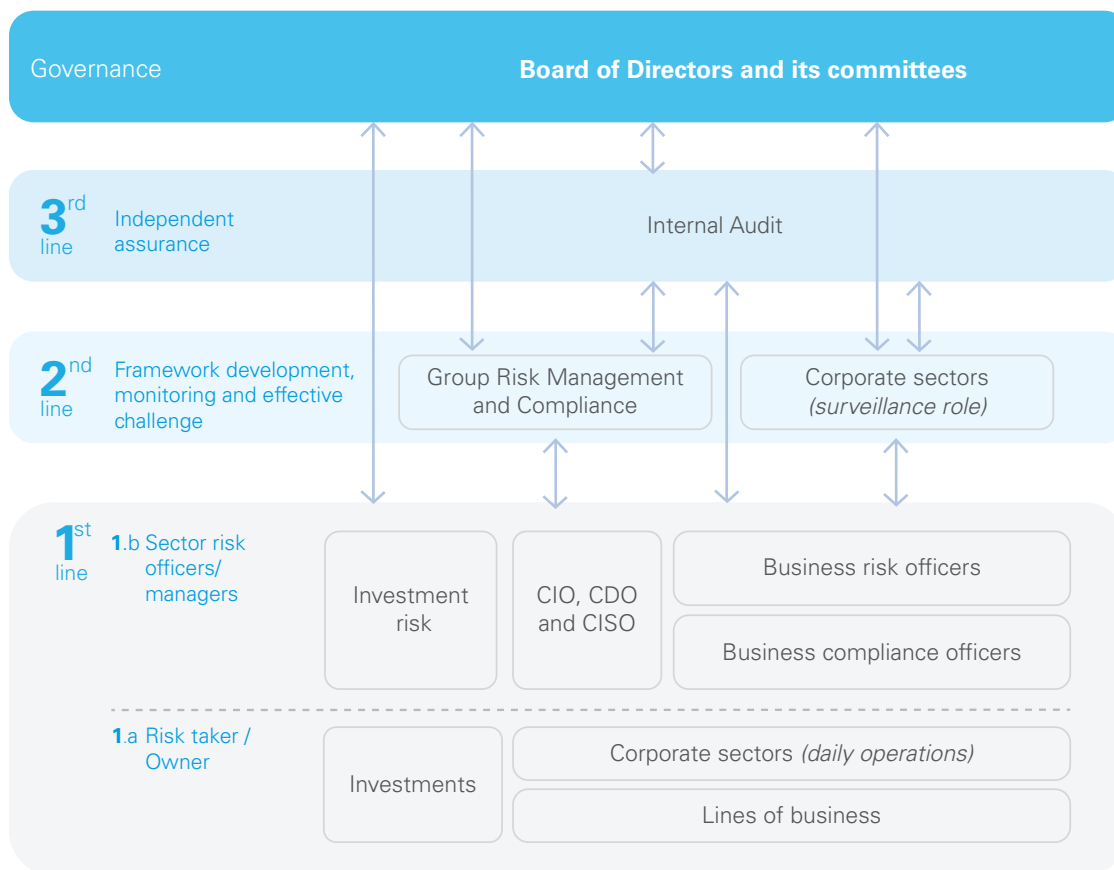 Governance
Board of Directors and its committees
3rd
line
Independent
assurance
Internal Audit
2nd
line
Framework development,
monitoring and effective
challenge
Group Risk Management
and Compliance
Corporate sectors
(surveillance role)
1st
line
1.b Sector risk
officers/
managers
Investment
risk
CIO, CDO
and CISO
Business risk officers
Business compliance officers
1.a Risk taker /
Owner
Investments
Corporate sectors (daily operations)
Lines of business